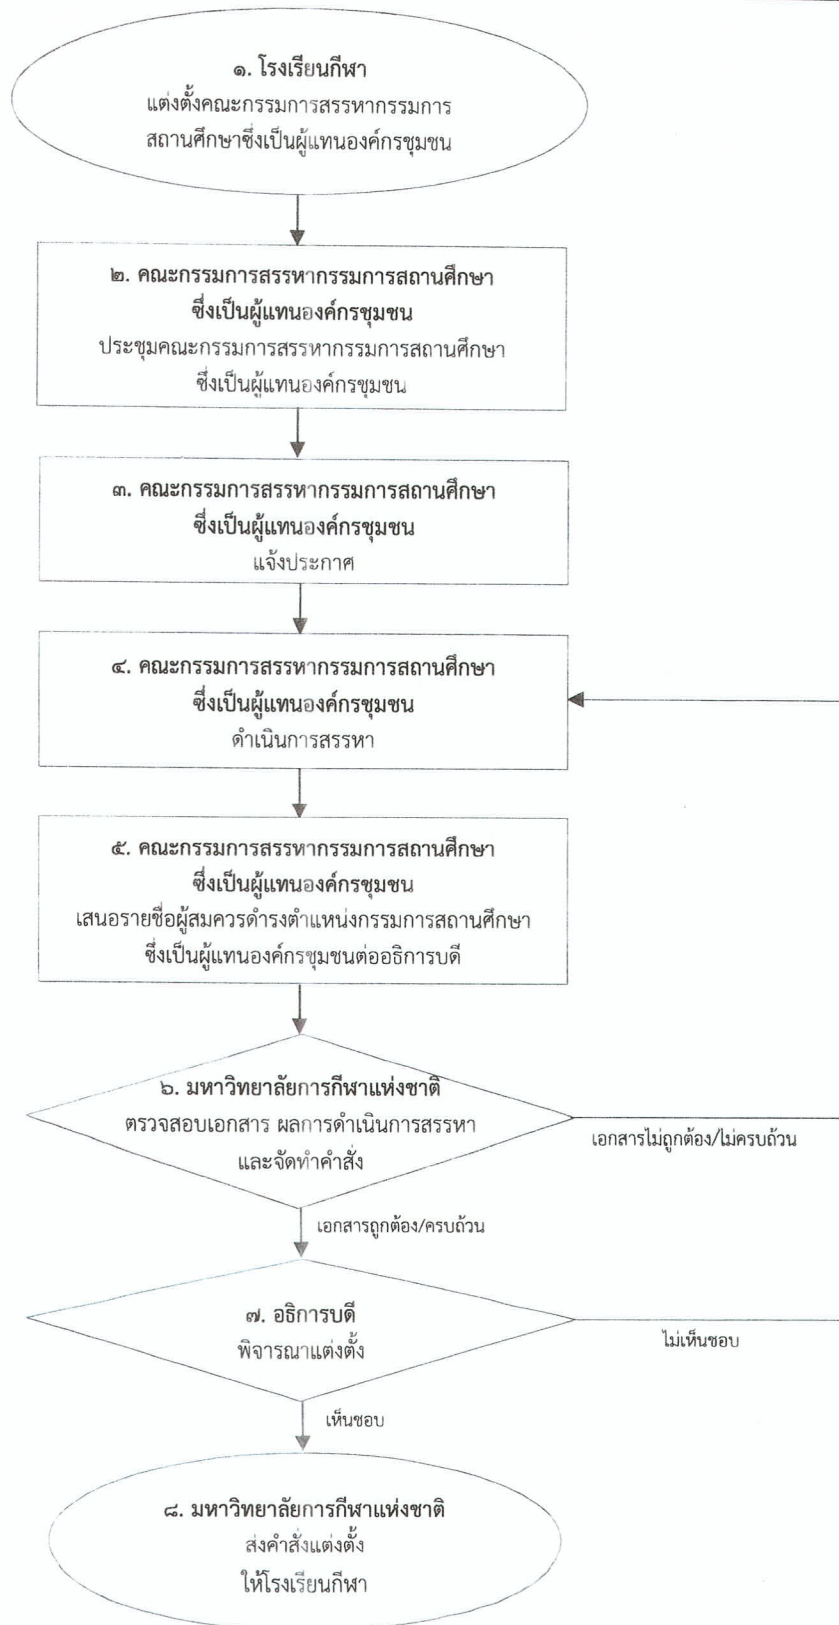 ๑. โรงเรียนกีฬา
แต่งตั้งคณะกรรมการสรรหากรรมการ
สถานศึกษาซึ่งเป็นผู้แทนองค์กรชุมชน
๒. คณะกรรมการสรรหากรรมการสถานศึกษา
ซึ่งเป็นผู้แทนองค์กรชุมชน
ประชุมคณะกรรมการสรรหากรรมการสถานศึกษา
ซึ่งเป็นผู้แทนองค์กรชุมชน
๓. คณะกรรมการสรรหากรรมการสถานศึกษา
ซึ่งเป็นผู้แทนองค์กรชุมชน
แจ้งประกาศ
๔. คณะกรรมการสรรหากรรมการสถานศึกษา
ซึ่งเป็นผู้แทนองค์กรชุมชน
ดำเนินการสรรหา
๕. คณะกรรมการสรรหากรรมการสถานศึกษา
ซึ่งเป็นผู้แทนองค์กรชุมชน
เสนอรายชื่อผู้สมควรดำรงตำแหน่งกรรมการสถานศึกษา
ซึ่งเป็นผู้แทนองค์กรชุมชนต่ออธิการบดี
๖. มหาวิทยาลัยการกีฬาแห่งชาติ
ตรวจสอบเอกสาร ผลการดำเนินการสรรหา
และจัดทำคำสั่ง
เอกสารไม่ถูกต้อง/ไม่ครบถ้วน
เอกสารถูกต้อง/ครบถ้วน
๗. อธิการบดี
พิจารณาแต่งตั้ง
ไม่เห็นชอบ
เห็นชอบ
๘. มหาวิทยาลัยการกีฬาแห่งชาติ
ส่งคำสั่งแต่งตั้ง
ให้โรงเรียนกีฬา